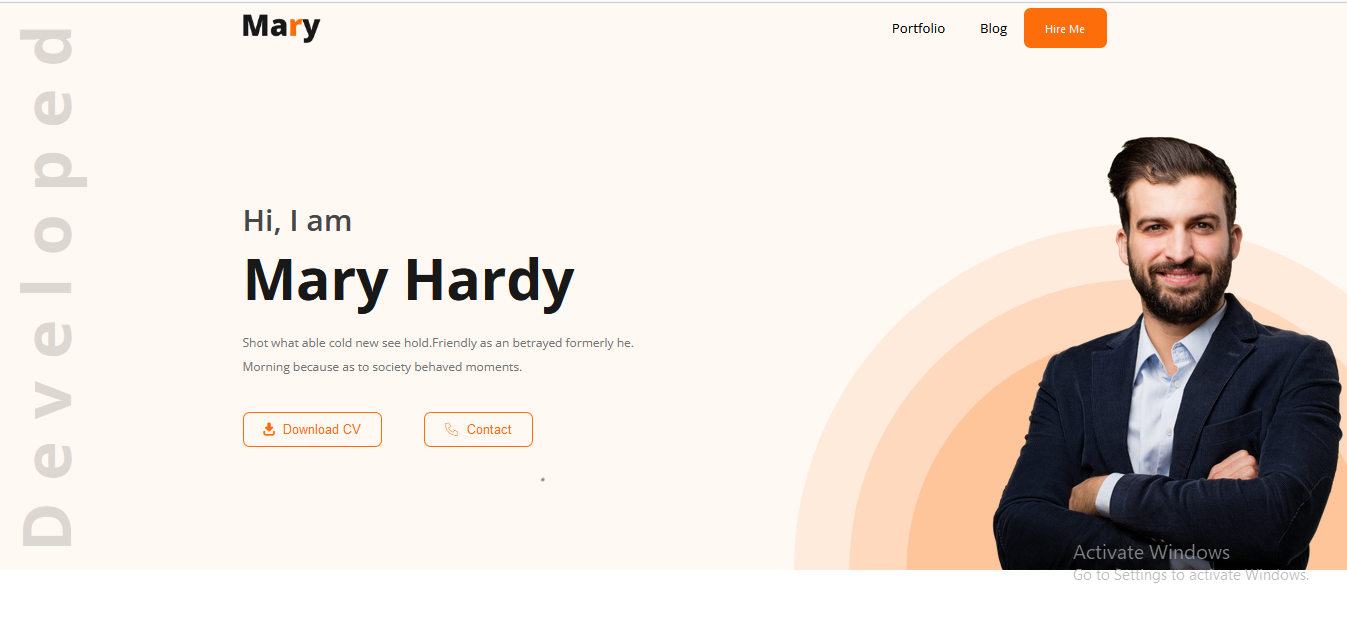 Mary
Portfolio
Blog
Hire Me
Developed
Hi, I am
Mary Hardy
Shot what able cold new see hold.Friendly as an betrayed formerly he.
Morning because as to society behaved moments.
Download CV
Contact
Activate Windows
Go to Settings to activate Windows.